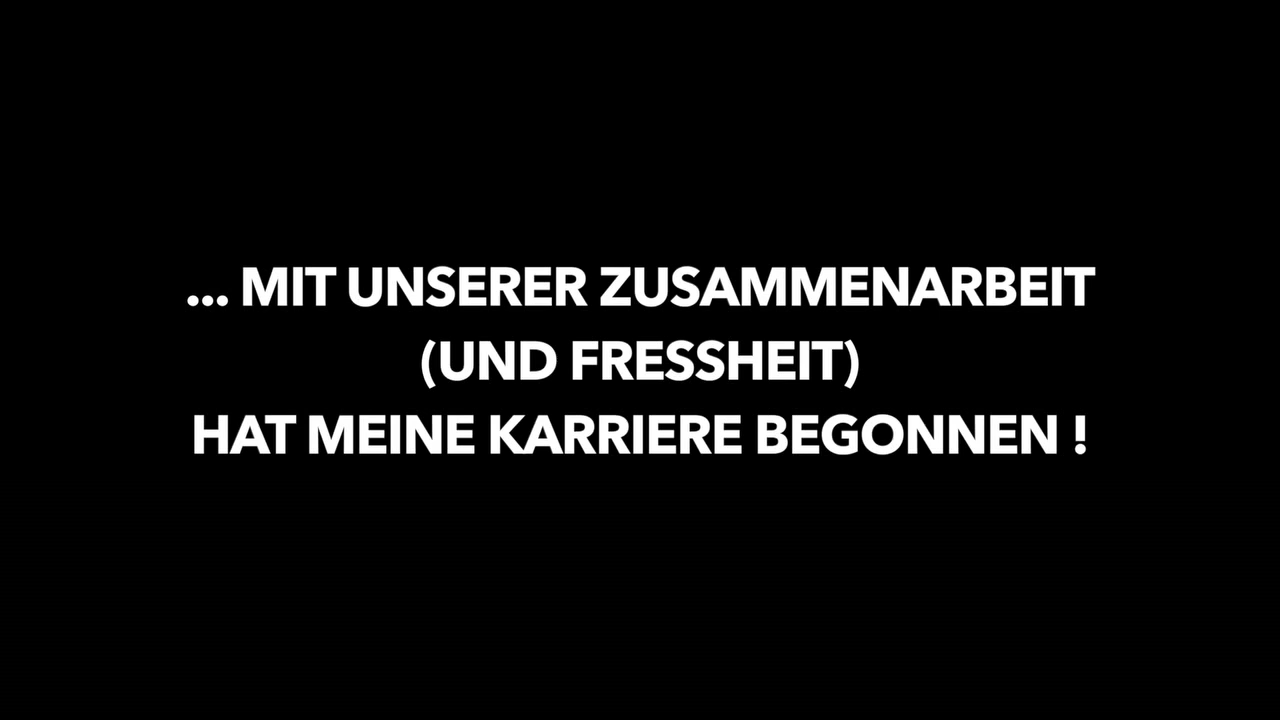 ... MIT UNSERER ZUSAMMENARBEIT
(UND FRESSHEIT)
HAT MEINE KARRIERE BEGONNEN !